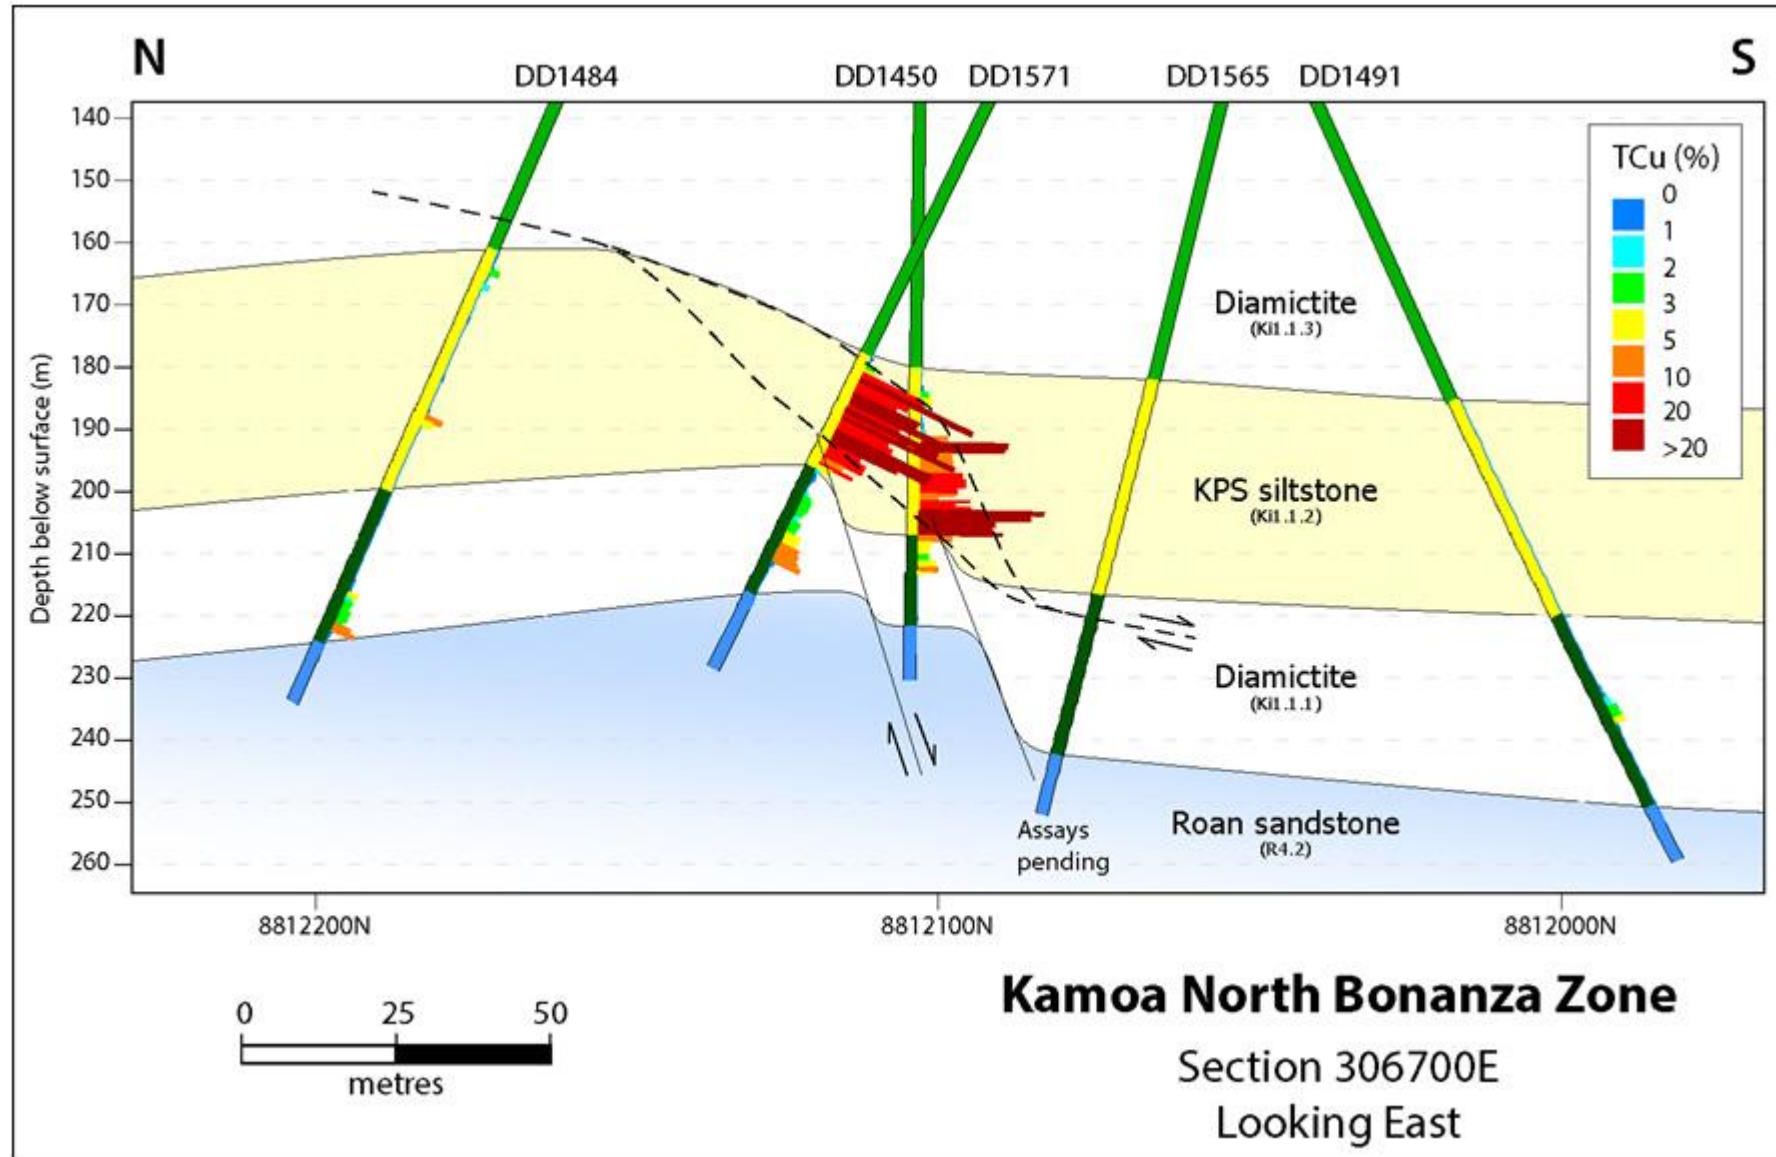 N
S
DD1484
DD1450
DD1571
DD1565
DD1491
140
150
160
170
180
190
200
210
220
230
240
250
260
Depth below surface (m)
TCu (%)
0
1
2
3
5
10
20
>20
Diamictite
(Ki1.1.3)
KPS siltstone
(Ki1.1.2)
Diamictite
(Ki1.1.1)
Roan sandstone
(R4.2)
Assays
pending
8812200N
8812100N
8812000N
0 25 50
metres
Kamoa North Bonanza Zone
Section 306700E
Looking East